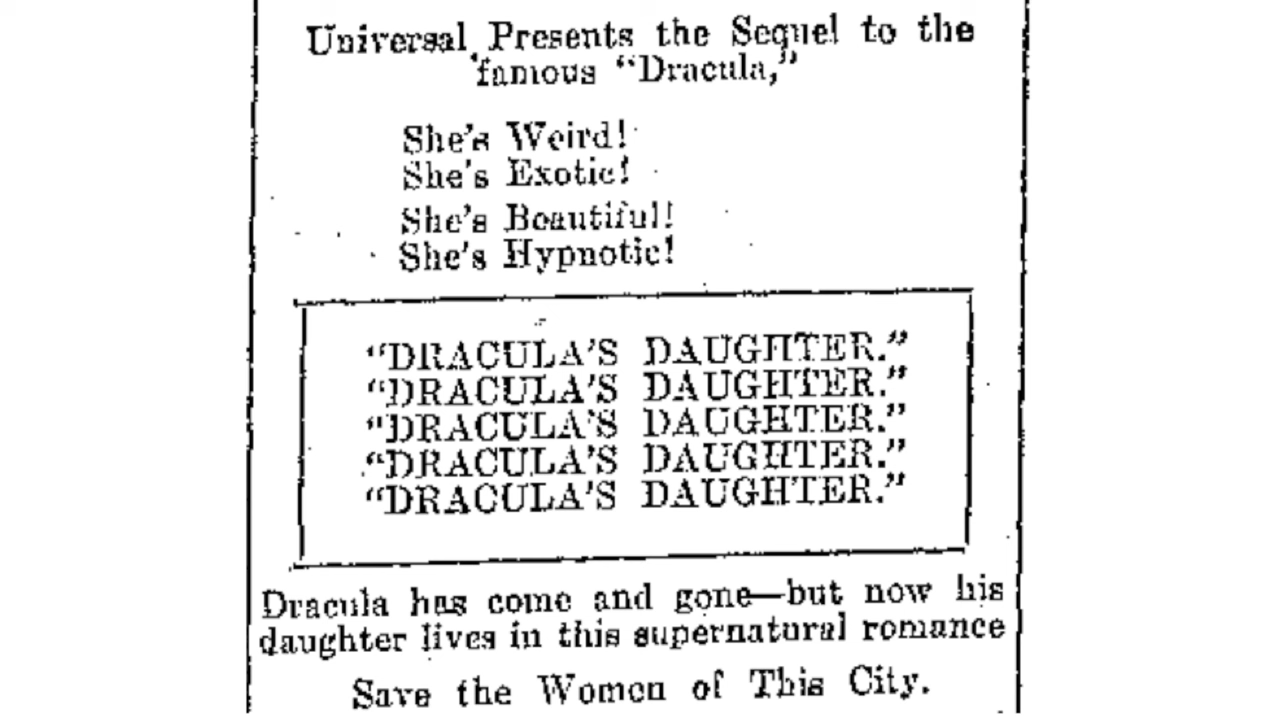 Universal Presents the Sequel to the
famous "Dracula,"
She's Weird!
She's Exotic!
She's Beautiful!
She's Hypnotic!
"DRACULA'S DAUGHTER."
"DRACULA'S DAUGHTER."
"DRACULA'S DAUGHTER."
"DRACULA'S DAUGHTER."
"DRACULA'S DAUGHTER."
Dracula has come and gone—but now his
daughter lives in this supernatural romance
Save the Women of This City.